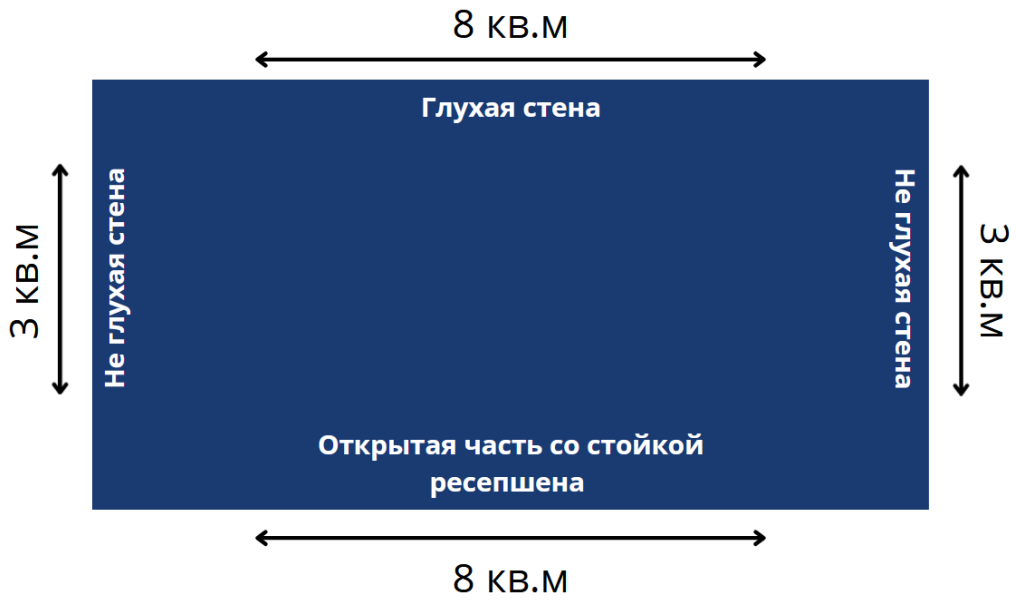 8 кв.м
Глухая стена
3 кв.м
Не глухая стена
Не глухая стена
3 кв.м
Открытая часть со стойкой
ресепшена
8 кв.м